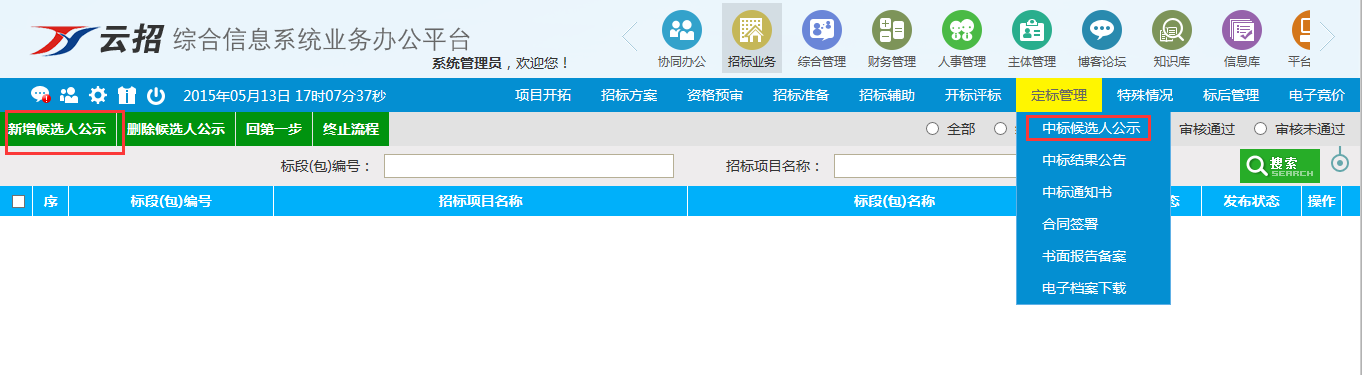 云招 综合信息系统业务办公平台
系统管理员，欢迎您！
协同办公 招标业务 综合管理 财务管理 人事管理 主体管理 博客论坛 知识库 信息库 平台
2015年05月13日 17时07分37秒
项目开拓 招标方案 资格预审 招标准备 招标辅助 开标评标 定标管理 特殊情况 标后管理 电子竞价
新增候选人公示 删除候选人公示 回第一步 终止流程
全部 审核通过 审核未通过
标段(包)编号： 招标项目名称： 搜索 SEARCH
序 标段(包)编号 招标项目名称 标段(包)名称 态 发布状态 操作
中标候选人公示
中标结果公告
中标通知书
合同签署
书面报告备案
电子档案下载